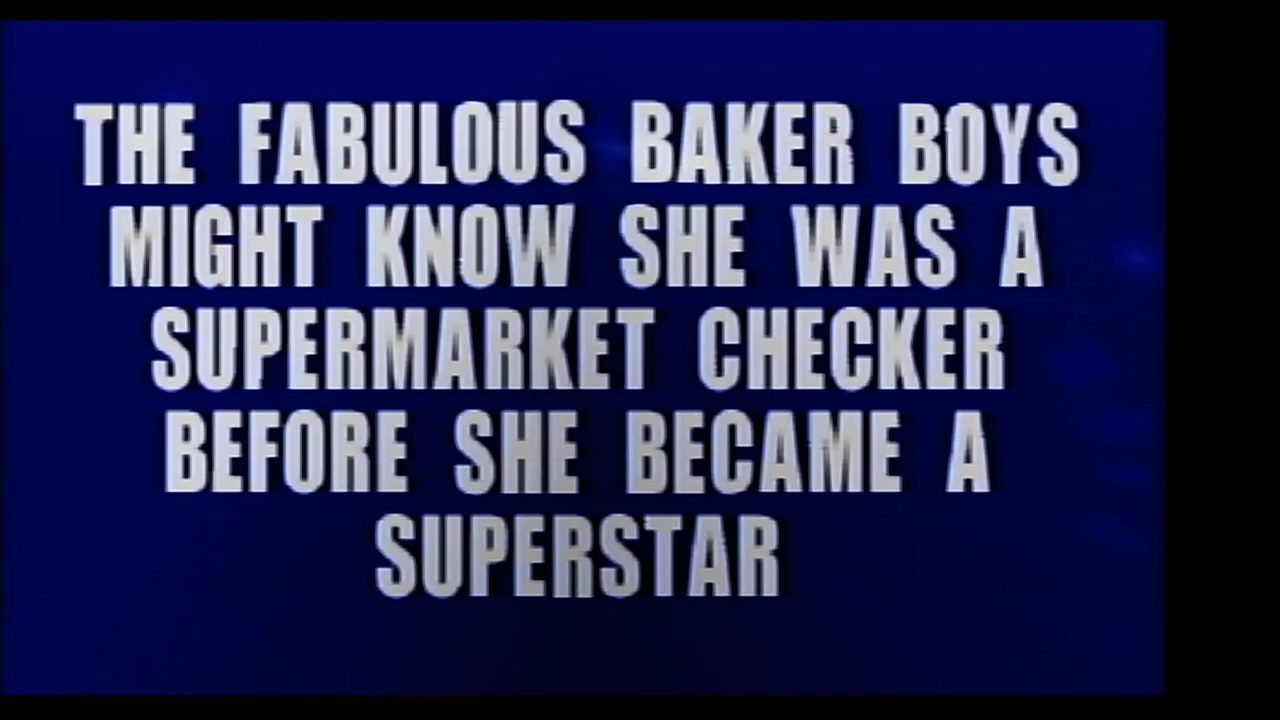 THE FABULOUS BAKER BOYS
MIGHT KNOW SHE WAS A
SUPERMARKET CHECKER
BEFORE SHE BECAME A
SUPERSTAR